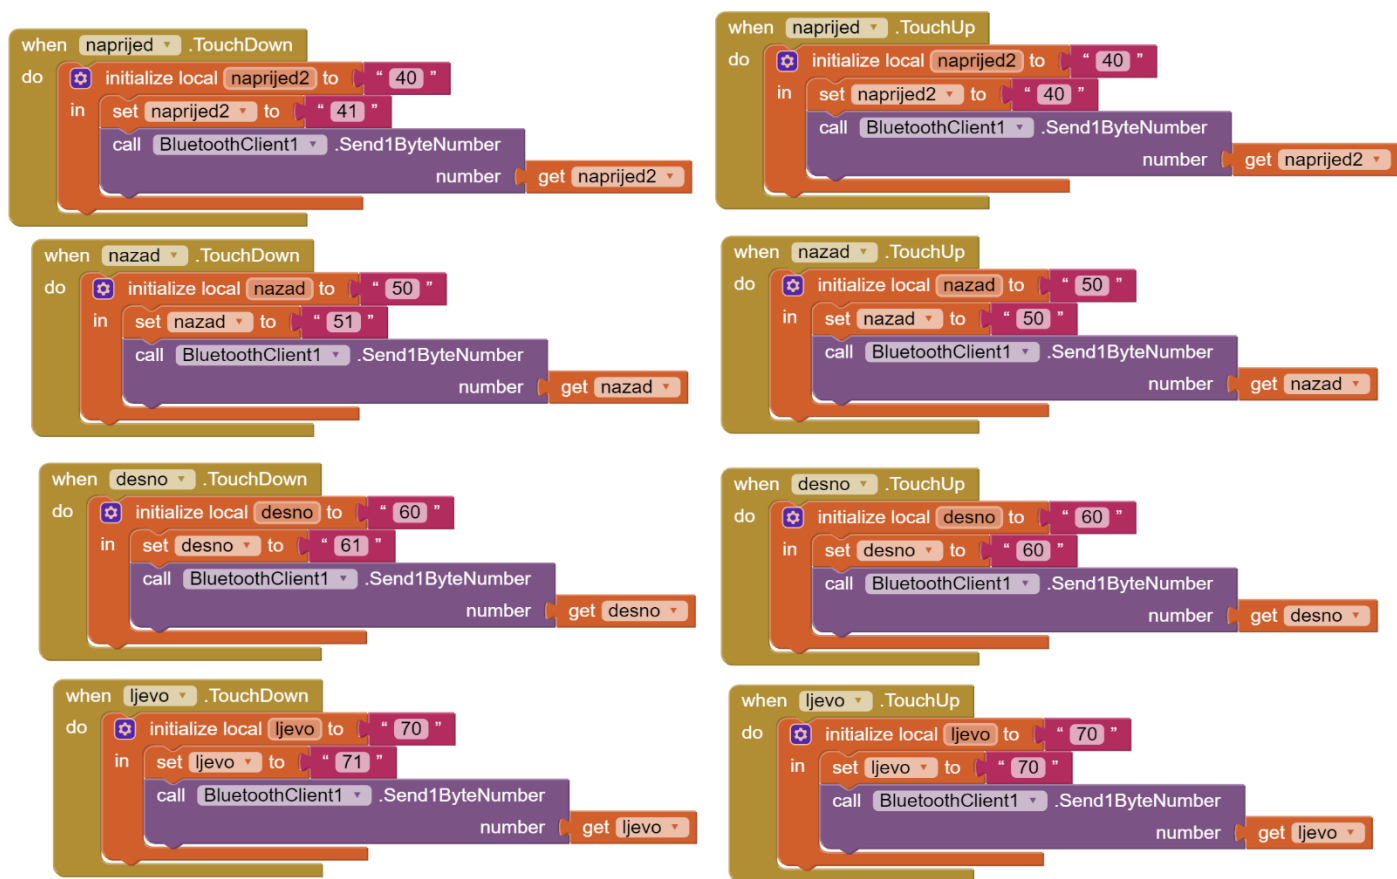 when naprijed .TouchDown
do initialize local naprijed2 to " 40 "
in set naprijed2 to " 41 "
call BluetoothClient1 .Send1ByteNumber
number get naprijed2
when naprijed .TouchUp
do initialize local naprijed2 to " 40 "
in set naprijed2 to " 40 "
call BluetoothClient1 .Send1ByteNumber
number get naprijed2
when nazad .TouchDown
do initialize local nazad to " 50 "
in set nazad to " 51 "
call BluetoothClient1 .Send1ByteNumber
number get nazad
when nazad .TouchUp
do initialize local nazad to " 50 "
in set nazad to " 50 "
call BluetoothClient1 .Send1ByteNumber
number get nazad
when desno .TouchDown
do initialize local desno to " 60 "
in set desno to " 61 "
call BluetoothClient1 .Send1ByteNumber
number get desno
when desno .TouchUp
do initialize local desno to " 60 "
in set desno to " 60 "
call BluetoothClient1 .Send1ByteNumber
number get desno
when ljevo .TouchDown
do initialize local ljevo to " 70 "
in set ljevo to " 71 "
call BluetoothClient1 .Send1ByteNumber
number get ljevo
when ljevo .TouchUp
do initialize local ljevo to " 70 "
in set ljevo to " 70 "
call BluetoothClient1 .Send1ByteNumber
number get ljevo